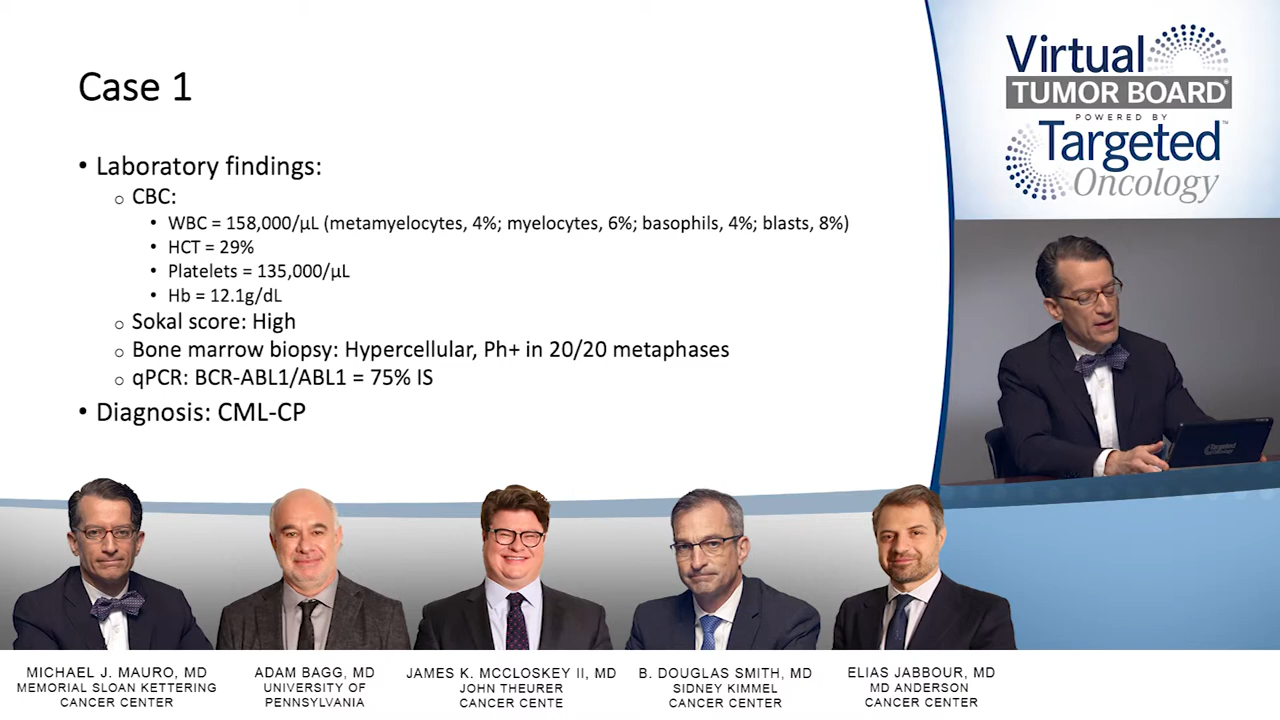 Case 1
• Laboratory findings:
o CBC:
• WBC = 158,000/µL (metamyelocytes, 4%; myelocytes, 6%; basophils, 4%; blasts, 8%)
• HCT = 29%
• Platelets = 135,000/µL
• Hb = 12.1g/dL
o Sokal score: High
o Bone marrow biopsy: Hypercellular, Ph+ in 20/20 metaphases
o qPCR: BCR-ABL1/ABL1 = 75% IS
• Diagnosis: CML-CP
Virtual
TUMOR BOARD®
POWERED BY
Targeted™
Oncology
Targeted
Oncology
MICHAEL J. MAURO, MD
MEMORIAL SLOAN KETTERING
CANCER CENTER
ADAM BAGG, MD
UNIVERSITY OF
PENNSYLVANIA
JAMES K. MCCLOSKEY II, MD
JOHN THEURER
CANCER CENTE
B. DOUGLAS SMITH, MD
SIDNEY KIMMEL
CANCER CENTER
ELIAS JABBOUR, MD
MD ANDERSON
CANCER CENTER